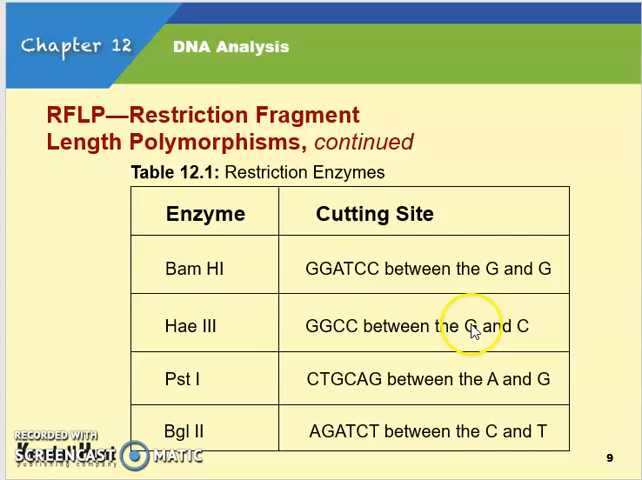 Chapter 12
DNA Analysis
RFLP—Restriction Fragment
Length Polymorphisms, continued
Table 12.1: Restriction Enzymes
Enzyme Cutting Site
Bam HI GGATCC between the G and G
Hae III GGCC between the G and C
Pst I CTGCAG between the A and G
Bgl II AGATCT between the C and T
RECORDED WITH
SCREENCAST MATIC
publishing company
9